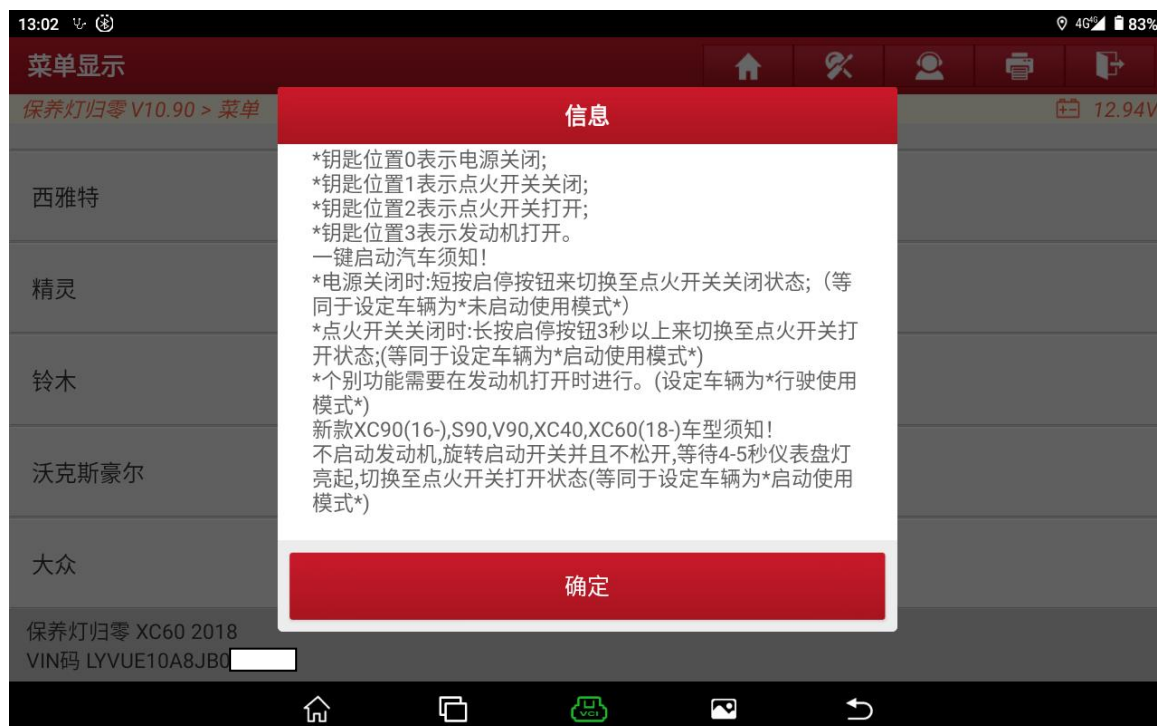 13:02
4G 4G 83%
菜单显示
保养灯归零 V10.90 > 菜单
12.94V
信息
*钥匙位置0表示电源关闭;
*钥匙位置1表示点火开关关闭;
*钥匙位置2表示点火开关打开;
*钥匙位置3表示发动机打开。
一键启动汽车须知!
*电源关闭时:短按启停按钮来切换至点火开关关闭状态;（等
同于设定车辆为*未启动使用模式*）
*点火开关关闭时:长按启停按钮3秒以上来切换至点火开关打
开状态;(等同于设定车辆为*启动使用模式*)
*个别功能需要在发动机打开时进行。(设定车辆为*行驶使用
模式*)
新款XC90(16-),S90,V90,XC40,XC60(18-)车型须知!
不启动发动机,旋转启动开关并且不松开,等待4-5秒仪表盘灯
亮起,切换至点火开关打开状态(等同于设定车辆为*启动使用
模式*)
确定
西雅特
精灵
铃木
沃克斯豪尔
大众
保养灯归零 XC60 2018
VIN码 LYVUE10A8JB0
VCI